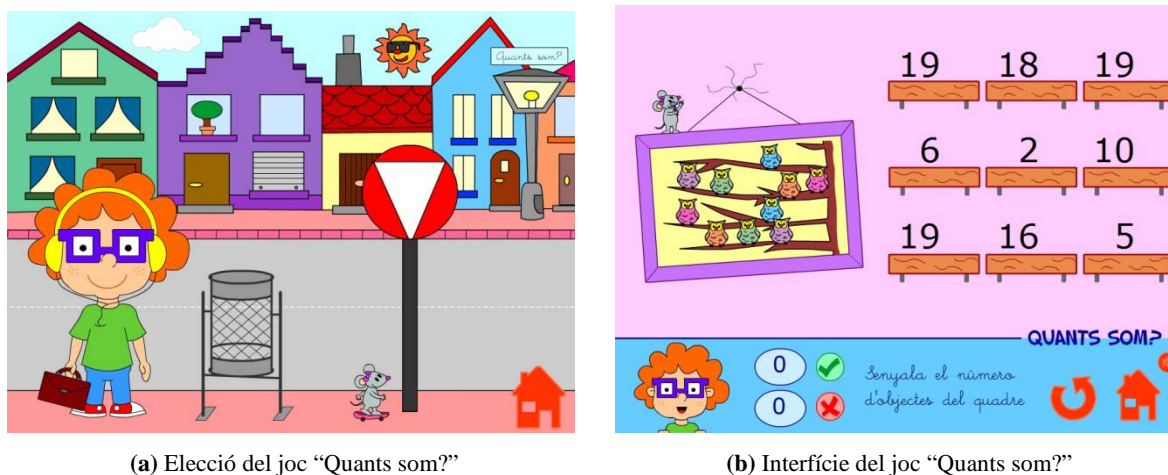 Quants som?
19 18 19
6 2 10
19 16 5
QUANTS SOM?
0
0
Senyala el número
d'objectes del quadre
(a) Elecció del joc “Quants som?”
(b) Interfície del joc “Quants som?”